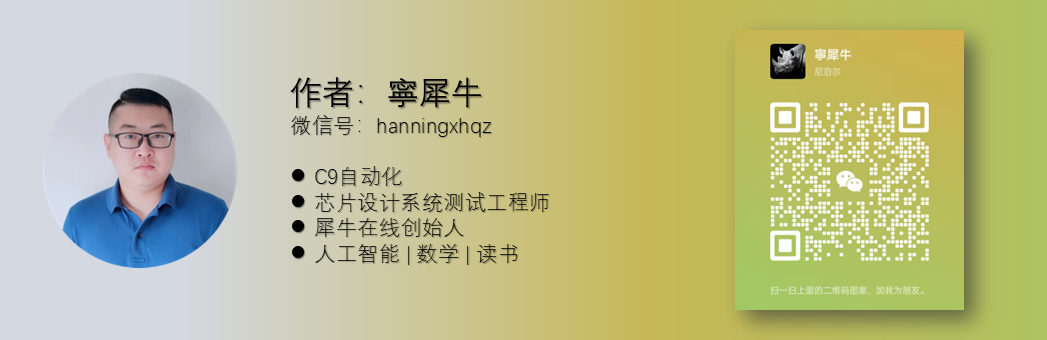 作者：寧犀牛
微信号：hanningxhqz
C9自动化
芯片设计系统测试工程师
犀牛在线创始人
人工智能 | 数学 | 读书
寧犀牛
尼泊尔
扫一扫上面的二维码图案，加我为朋友。